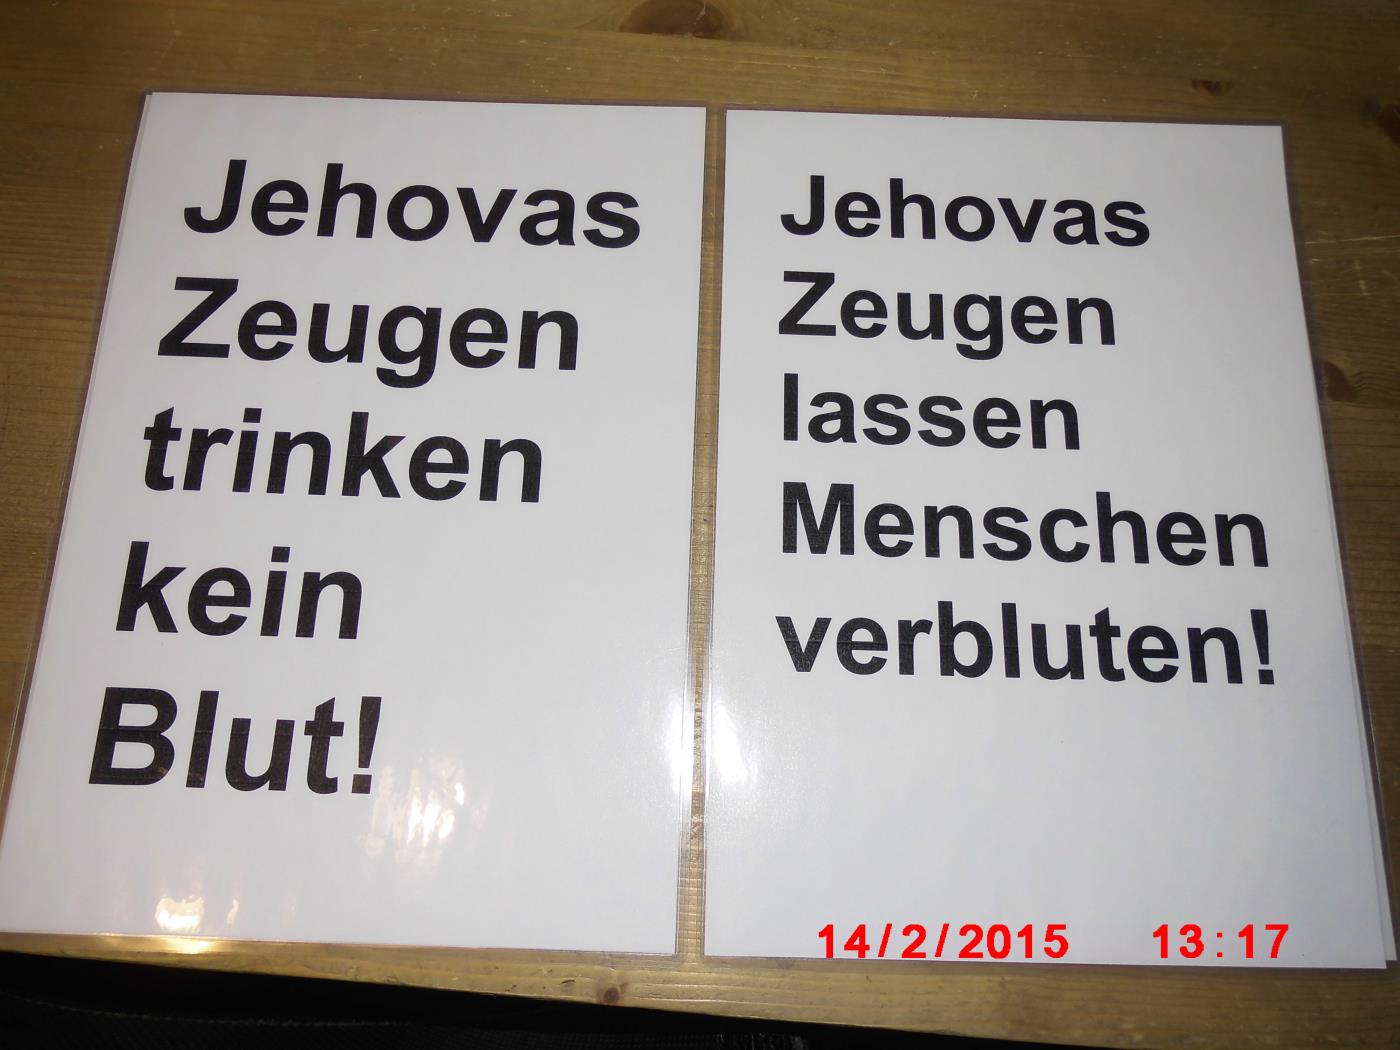 Jehovas
Zeugen
trinken
kein
Blut!
Jehovas
Zeugen
lassen
Menschen
verbluten!
14/2/2015 13:17